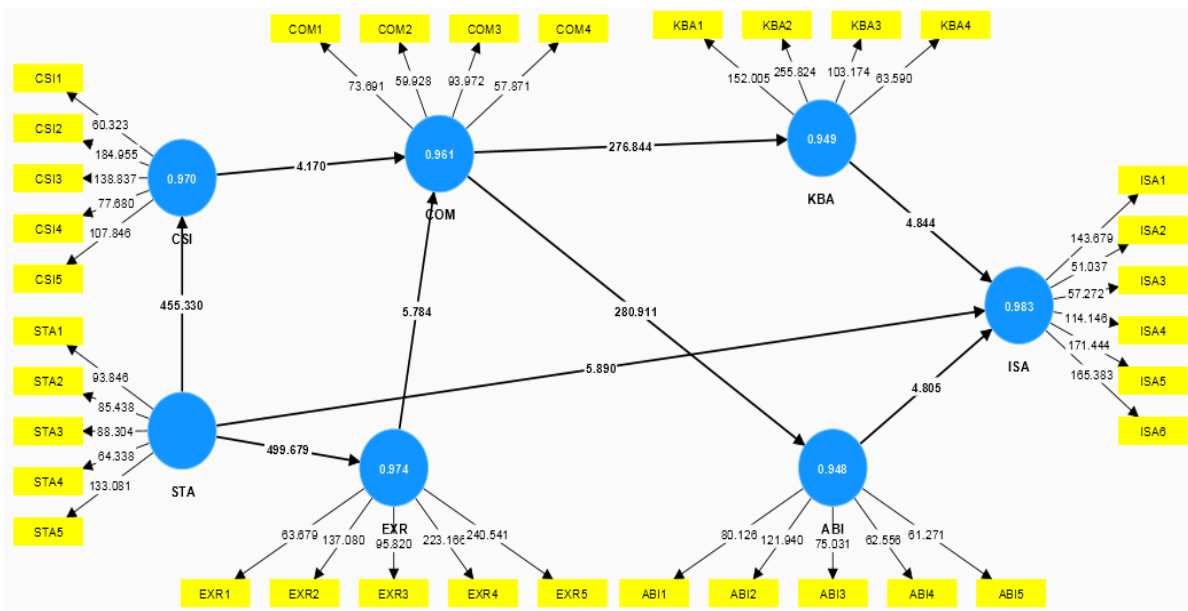 COM1
COM2
COM3
COM4
KBA1
KBA2
KBA3
KBA4
73.691
59.928
93.972
57.871
152.005
255.824
103.174
63.590
CSI1
CSI2
CSI3
CSI4
CSI5
60.323
184.955
138.837
77.680
107.846
0.970
CSI
4.170
0.961
COM
276.844
0.949
KBA
4.844
ISA1
ISA2
ISA3
ISA4
ISA5
ISA6
143.679
51.037
57.272
114.146
171.444
165.383
0.983
ISA
455.330
5.784
280.911
5.890
4.805
STA1
STA2
STA3
STA4
STA5
93.846
85.438
88.304
64.338
133.081
STA
499.679
0.974
EXR
0.948
ABI
63.679
137.080
95.820
223.166
240.541
80.126
121.940
75.031
62.556
61.271
EXR1
EXR2
EXR3
EXR4
EXR5
ABI1
ABI2
ABI3
ABI4
ABI5